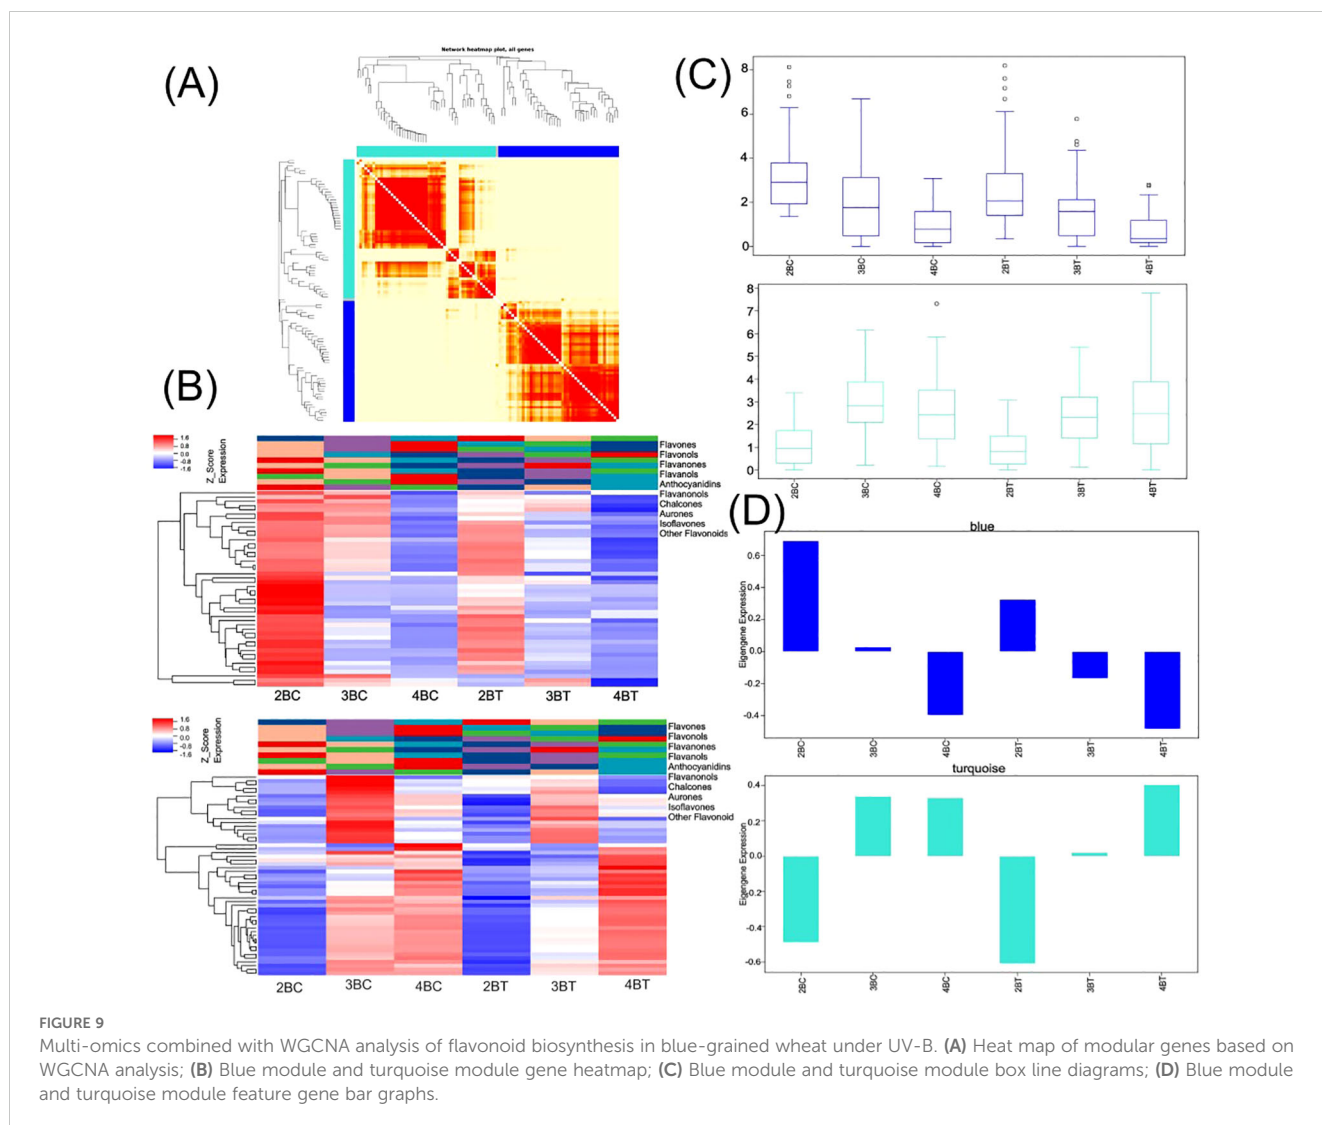 (A)
Network heatmap plot, all genes
(B)
1.6
0.8
-0.8
-1.6
Z_Score
Expression
Flavones
Flavonols
Flavanones
Flavanols
Anthocyanidins
Flavanonols
Chalcones
Aurones
Isoflavones
Other Flavonoids
2BC 3BC 4BC 2BT 3BT 4BT
1.6
0.8
-0.8
-1.6
Z_Score
Expression
Flavones
Flavonols
Flavanones
Flavanols
Anthocyanidins
Flavanonols
Chalcones
Aurones
Isoflavones
Other Flavonoid
2BC 3BC 4BC 2BT 3BT 4BT
(C)
8
6
4
2
0
2BC 3BC 4BC 2BT 3BT 4BT
8
7
6
5
4
3
2
1
0
2BC 3BC 4BC 2BT 3BT 4BT
(D)
blue
Eigengene Expression
0.6
0.4
0.2
0.0
-0.2
-0.4
2BC 3BC 4BC 2BT 3BT 4BT
turquoise
Eigengene Expression
0.4
0.2
0.0
-0.2
-0.4
-0.6
2BC 3BC 4BC 2BT 3BT 4BT
FIGURE 9
Multi-omics combined with WGCNA analysis of flavonoid biosynthesis in blue-grained wheat under UV-B. (A) Heat map of modular genes based on
WGCNA analysis; (B) Blue module and turquoise module gene heatmap; (C) Blue module and turquoise module box line diagrams; (D) Blue module
and turquoise module feature gene bar graphs.